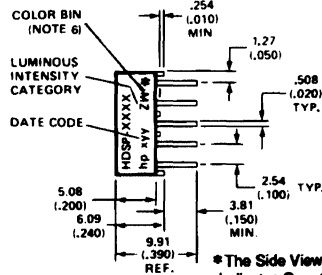 COLOR BIN
(NOTE 6)
LUMINOUS
INTENSITY
CATEGORY
DATE CODE
HDSP-XXXX
ZM*
hp xyy
.254
(.010)
MIN
1.27
(.050)
.508
(.020) TYP.
2.54
(.100) TYP.
3.81
(.150)
MIN.
5.08
(.200)
6.09
(.240)
9.91
(.390)
REF.
*The Side View